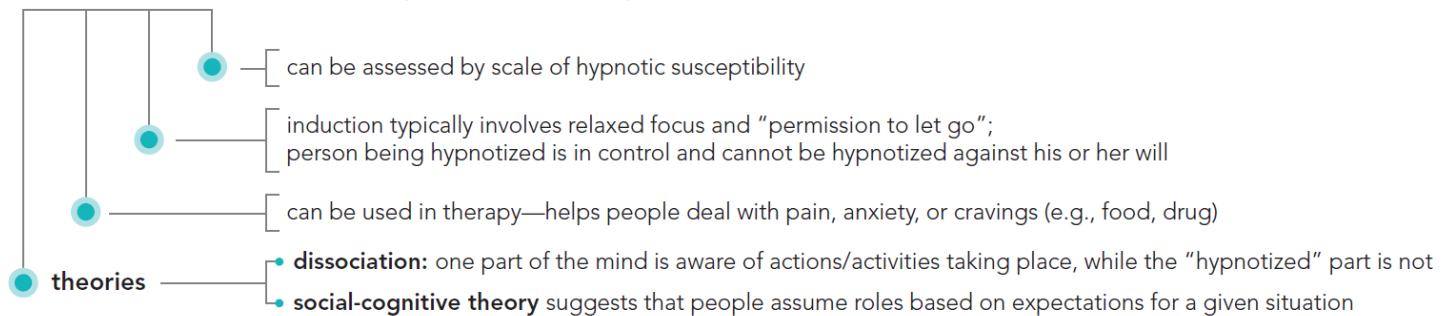 can be assessed by scale of hypnotic susceptibility
induction typically involves relaxed focus and “permission to let go”;
person being hypnotized is in control and cannot be hypnotized against his or her will
can be used in therapy—helps people deal with pain, anxiety, or cravings (e.g., food, drug)
theories
dissociation: one part of the mind is aware of actions/activities taking place, while the “hypnotized” part is not
social-cognitive theory suggests that people assume roles based on expectations for a given situation